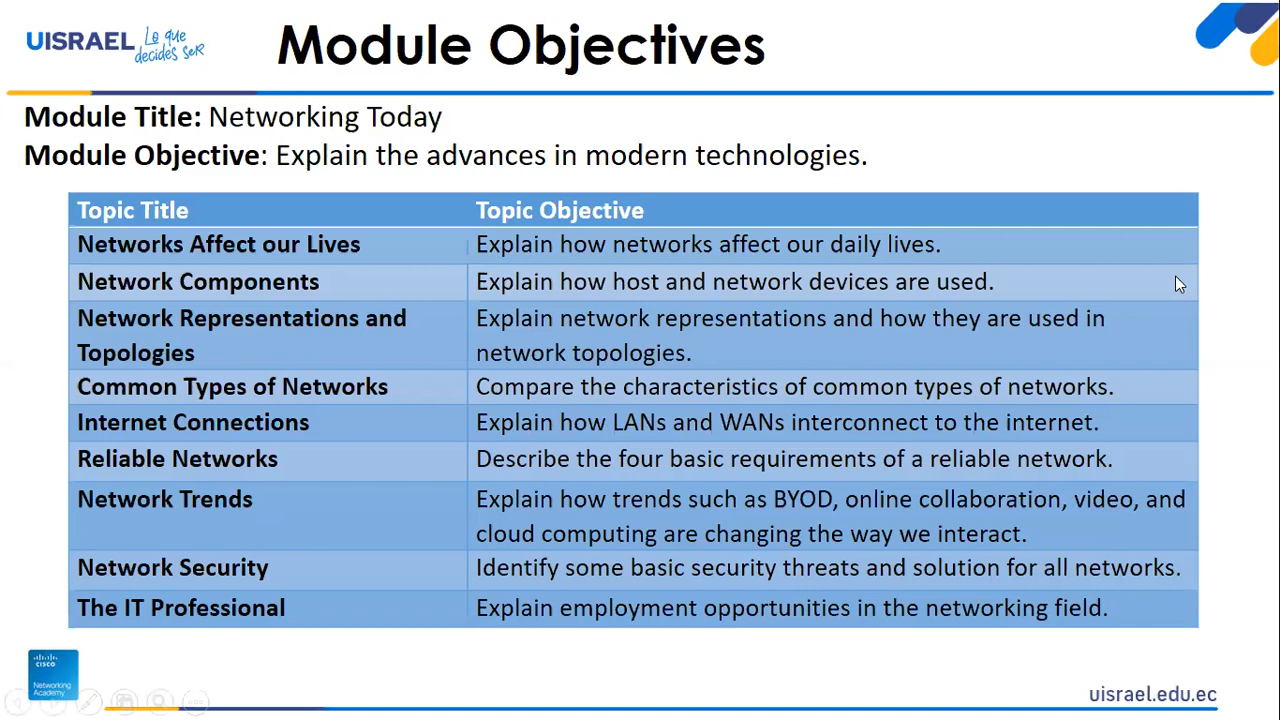 UISRAEL Lo que decides ser
Module Objectives
Module Title: Networking Today
Module Objective: Explain the advances in modern technologies.
Topic Title Topic Objective
Networks Affect our Lives Explain how networks affect our daily lives.
Network Components Explain how host and network devices are used.
Network Representations and Topologies Explain network representations and how they are used in network topologies.
Common Types of Networks Compare the characteristics of common types of networks.
Internet Connections Explain how LANs and WANs interconnect to the internet.
Reliable Networks Describe the four basic requirements of a reliable network.
Network Trends Explain how trends such as BYOD, online collaboration, video, and cloud computing are changing the way we interact.
Network Security Identify some basic security threats and solution for all networks.
The IT Professional Explain employment opportunities in the networking field.
CISCO
Networking
Academy
uisrael.edu.ec